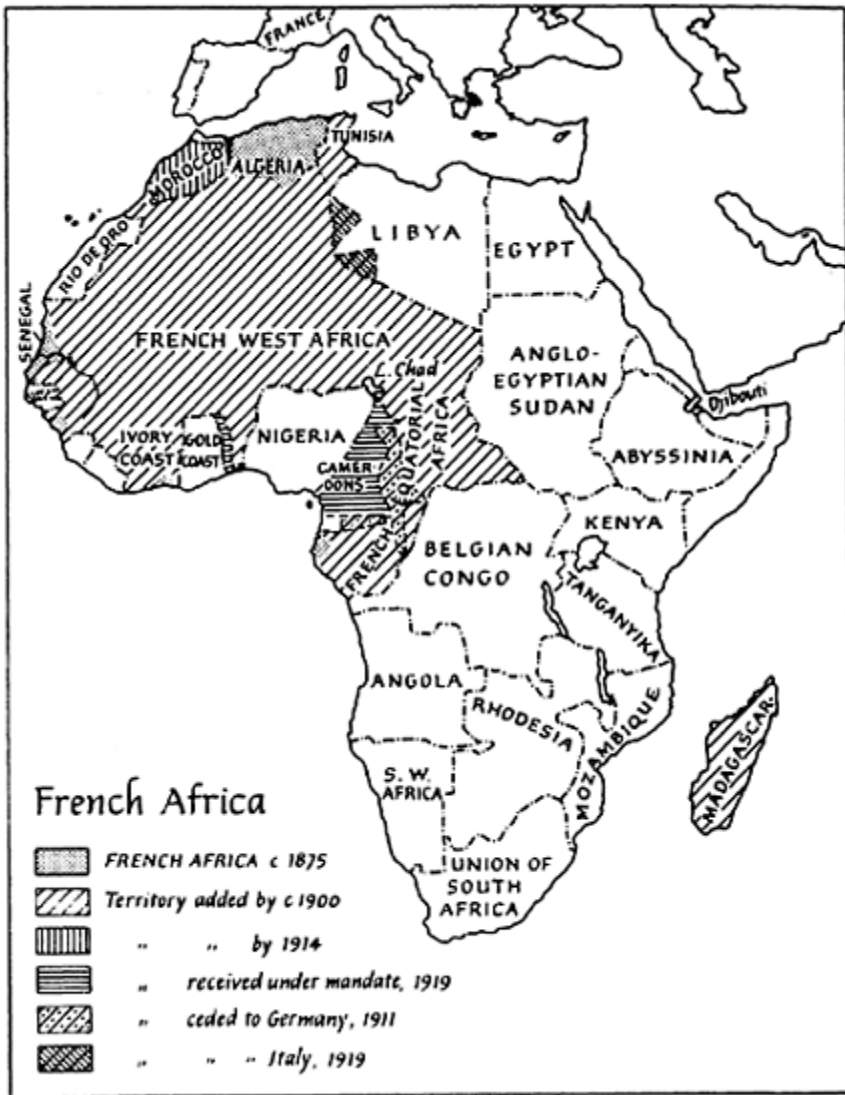 FRANCE
TUNISIA
MOROCCO
ALGERIA
LIBYA
EGYPT
RIO DE ORO
SENEGAL
FRENCH WEST AFRICA
L. Chad
ANGLO-
EGYPTIAN
SUDAN
Djibouti
IVORY
COAST
GOLD
COAST
NIGERIA
CAMER
OONS
FRENCH EQUATORIAL
AFRICA
ABYSSINIA
KENYA
BELGIAN
CONGO
TANGANYIKA
ANGOLA
RHODESIA
MOZAMBIQUE
MADAGASCAR.
S. W.
AFRICA
UNION OF
SOUTH
AFRICA
French Africa
FRENCH AFRICA c 1875
Territory added by c 1900
„ „ by 1914
„ received under mandate, 1919
„ ceded to Germany, 1911
„ „ „ Italy, 1919